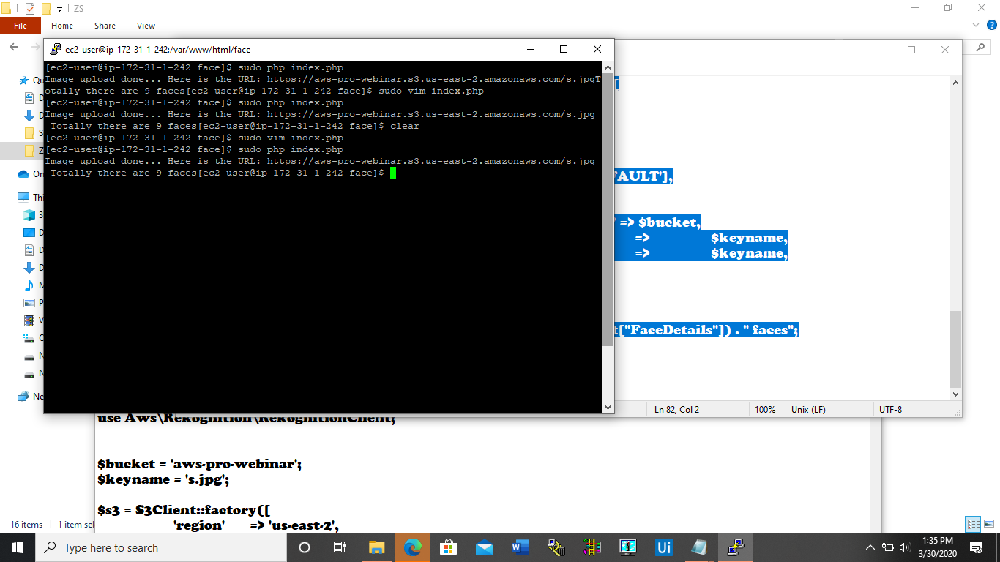 ZS
File
Home
Share
View
ec2-user@ip-172-31-1-242:/var/www/html/face
[ec2-user@ip-172-31-1-242 face]$ sudo php index.php
Image upload done... Here is the URL: https://aws-pro-webinar.s3.us-east-2.amazonaws.com/s.jpgT
otally there are 9 faces[ec2-user@ip-172-31-1-242 face]$ sudo vim index.php
[ec2-user@ip-172-31-1-242 face]$ sudo php index.php
Image upload done... Here is the URL: https://aws-pro-webinar.s3.us-east-2.amazonaws.com/s.jpg
Totally there are 9 faces[ec2-user@ip-172-31-1-242 face]$ clear
[ec2-user@ip-172-31-1-242 face]$ sudo vim index.php
[ec2-user@ip-172-31-1-242 face]$ sudo php index.php
Image upload done... Here is the URL: https://aws-pro-webinar.s3.us-east-2.amazonaws.com/s.jpg
Totally there are 9 faces[ec2-user@ip-172-31-1-242 face]$
Qu
D
D
S
Z
On
Thi
3
D
D
D
M
P
V
O
N
N
Ne
[
FAULT'],
' => $bucket,
=> $keyname,
=> $keyname,
t["FaceDetails"]) . " faces";
Ln 82, Col 2
100%
Unix (LF)
UTF-8
use Aws\Rekognition\RekognitionClient;
$bucket = 'aws-pro-webinar';
$keyname = 's.jpg';
$s3 = S3Client::factory([
'region' => 'us-east-2',
16 items
1 item sel
Type here to search
Ui
1:35 PM
3/30/2020